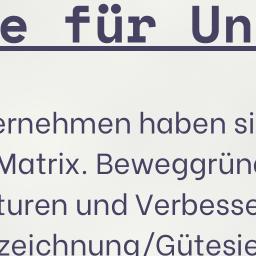 e für Un
ernehmen haben si
Matrix. Beweggrün
turen und Verbesse
zeichnung/Gütesie